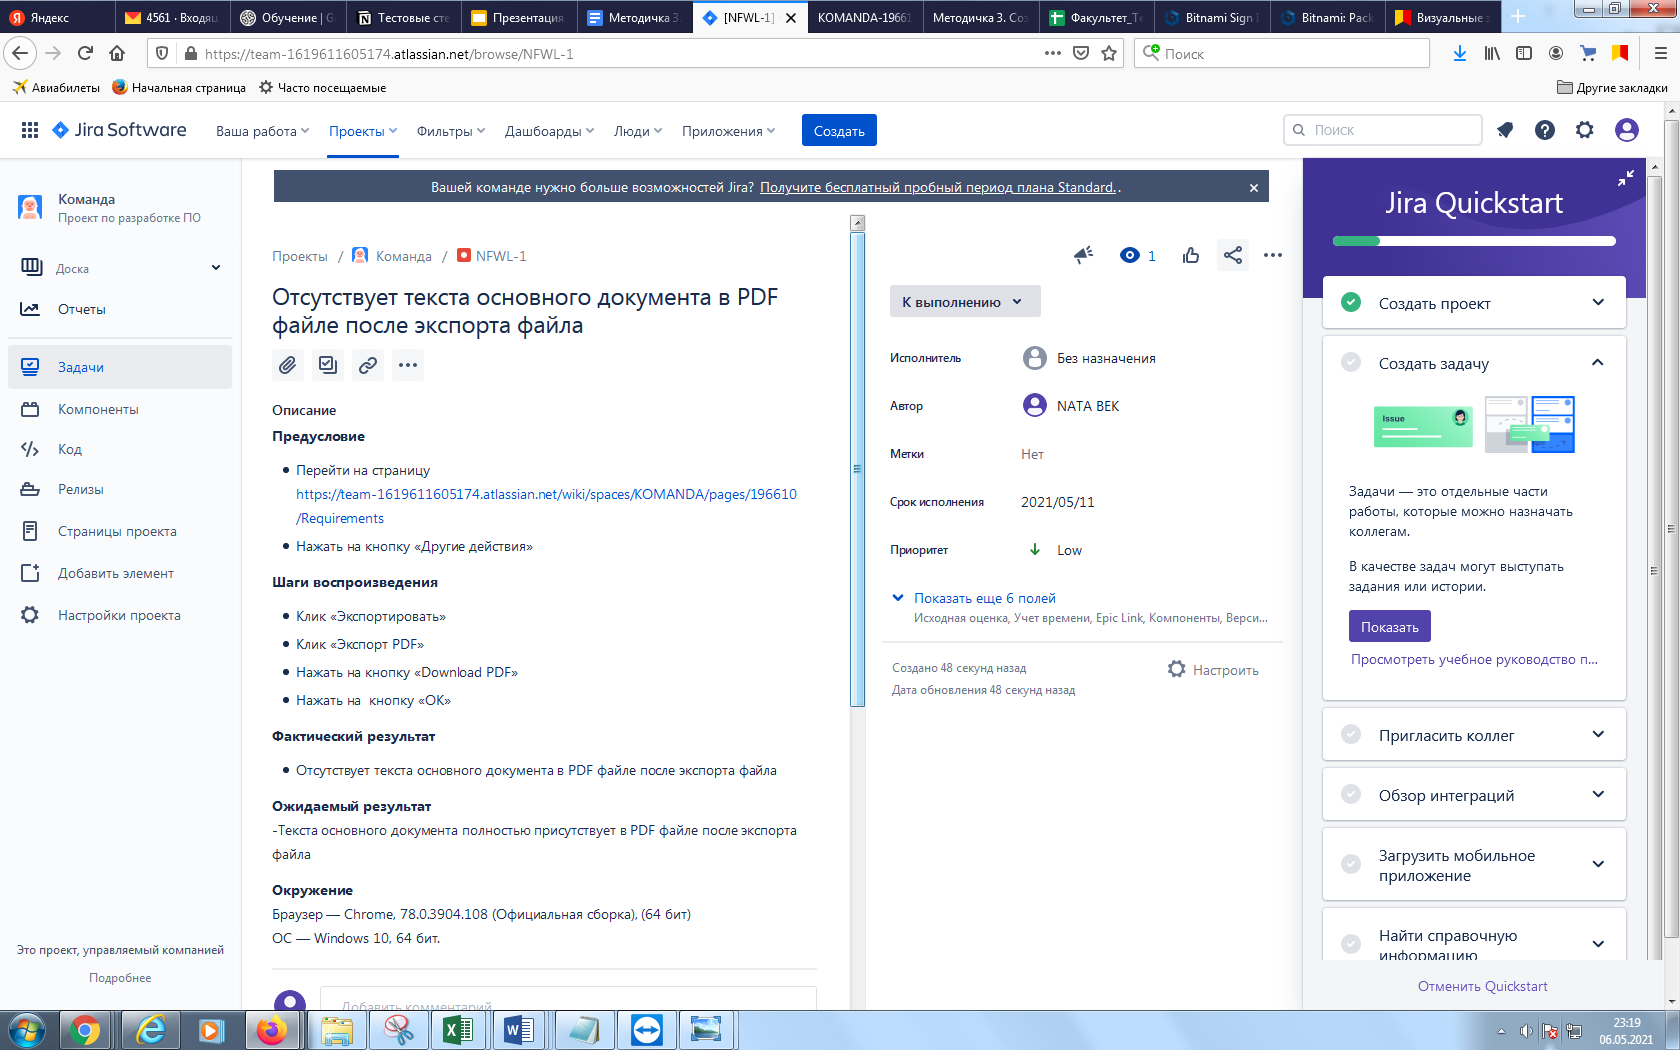 Яндекс
4561 · Входящ
Обучение | G
Тестовые сте
Презентация
Методичка 3.
[NFWL-1]
KOMANDA-19661
Методичка 3. Соз
Факультет_Те
Bitnami Sign
Bitnami: Pack
Визуальные з
https://team-1619611605174.atlassian.net/browse/NFWL-1
Поиск
Авиабилеты
Начальная страница
Часто посещаемые
Другие закладки
Jira Software
Ваша работа
Проекты
Фильтры
Дашборды
Люди
Приложения
Создать
Поиск
Команда
Проект по разработке ПО
Доска
Отчеты
Задачи
Компоненты
Код
Релизы
Страницы проекта
Добавить элемент
Настройки проекта
Это проект, управляемый компанией
Подробнее
Вашей команде нужно больше возможностей Jira? Получите бесплатный пробный период плана Standard. .
Проекты / Команда / NFWL-1
Отсутствует текста основного документа в PDF
файле после экспорта файла
Описание
Предусловие
• Перейти на страницу
https://team-1619611605174.atlassian.net/wiki/spaces/KOMANDA/pages/196610
/Requirements
• Нажать на кнопку «Другие действия»
Шаги воспроизведения
• Клик «Экспортировать»
• Клик «Экспорт PDF»
• Нажать на кнопку «Download PDF»
• Нажать на  кнопку «ОК»
Фактический результат
• Отсутствует текста основного документа в PDF файле после экспорта файла
Ожидаемый результат
-Текста основного документа полностью присутствует в PDF файле после экспорта
файла
Окружение
Браузер — Chrome, 78.0.3904.108 (Официальная сборка), (64 бит)
ОС — Windows 10, 64 бит.
Добавить комментарий
1
К выполнению
Исполнитель
Без назначения
Автор
NATA BEK
Метки
Нет
Срок исполнения
2021/05/11
Приоритет
Low
Показать еще 6 полей
Исходная оценка, Учет времени, Epic Link, Компоненты, Верси...
Создано 48 секунд назад
Дата обновления 48 секунд назад
Настроить
Jira Quickstart
Создать проект
Создать задачу
Issue
Задачи — это отдельные части
работы, которые можно назначать
коллегам.
В качестве задач могут выступать
задания или истории.
Показать
Просмотреть учебное руководство п...
Пригласить коллег
Обзор интеграций
Загрузить мобильное
приложение
Найти справочную
информацию
Отменить Quickstart
23:19
06.05.2021